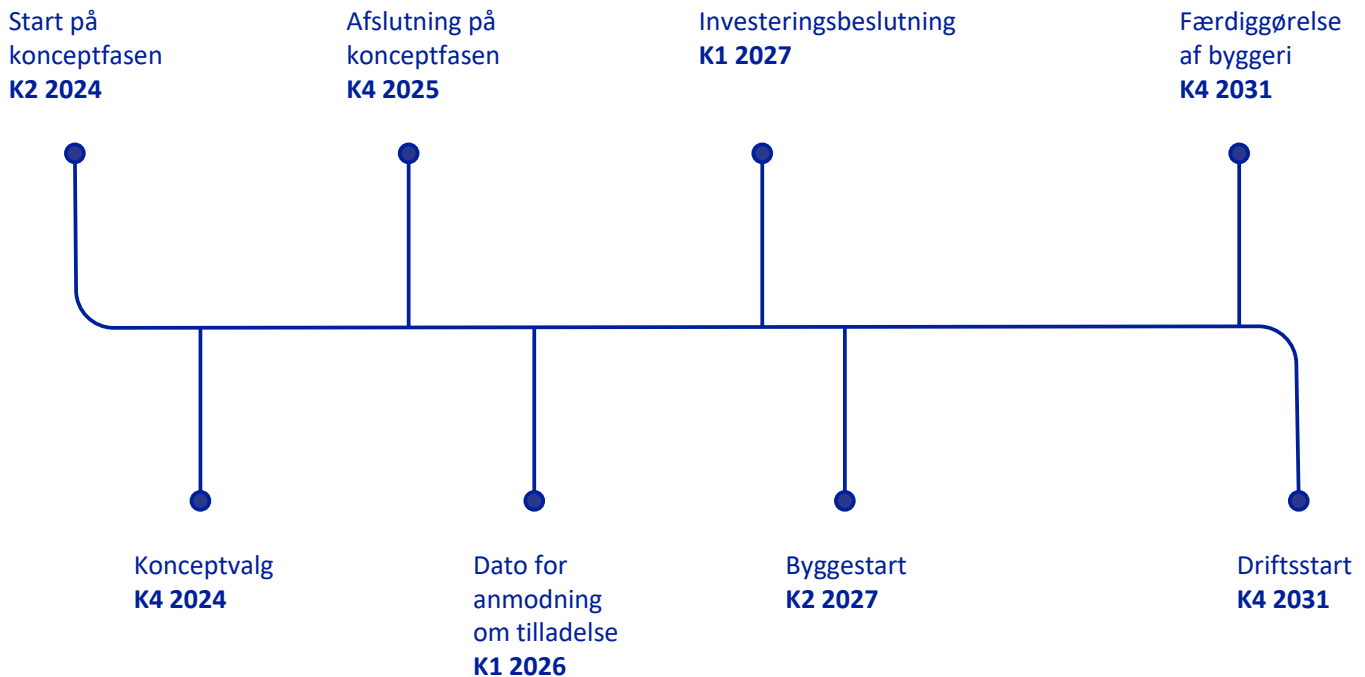 Start på
konceptfasen
K2 2024
Afslutning på
konceptfasen
K4 2025
Investeringsbeslutning
K1 2027
Færdiggørelse
af byggeri
K4 2031
Konceptvalg
K4 2024
Dato for
anmodning
om tilladelse
K1 2026
Byggestart
K2 2027
Driftsstart
K4 2031